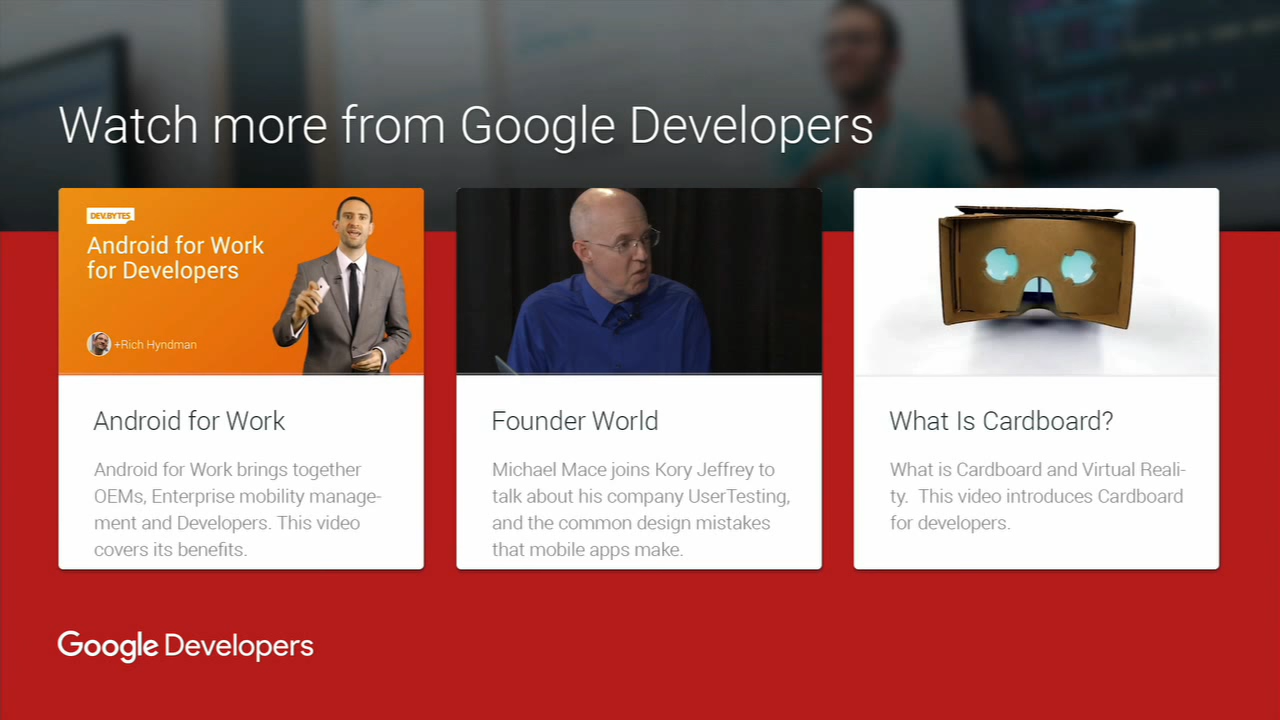 Watch more from Google Developers
DEV.BYTES
Android for Work
for Developers
+Rich Hyndman
Android for Work
Android for Work brings together
OEMs, Enterprise mobility manage-
ment and Developers. This video
covers its benefits.
Founder World
Michael Mace joins Kory Jeffrey to
talk about his company UserTesting,
and the common design mistakes
that mobile apps make.
What Is Cardboard?
What is Cardboard and Virtual Reali-
ty.  This video introduces Cardboard
for developers.
Google Developers